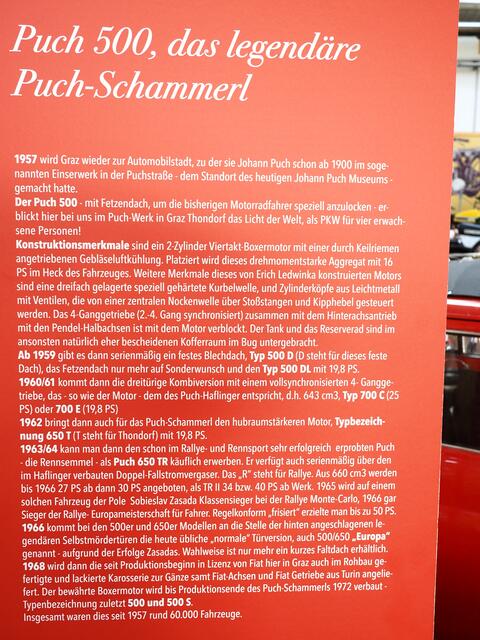 Puch 500, das legendäre
Puch-Schammerl
1957 wird Graz wieder zur Automobilstadt, zu der sie Johann Puch schon ab 1900 im soge-
nannten Einserwerk in der Puchstraße - dem Standort des heutigen Johann Puch Museums -
gemacht hatte.
Der Puch 500 - mit Fetzendach, um die bisherigen Motorradfahrer speziell anzulocken - er-
blickt hier bei uns im Puch-Werk in Graz Thondorf das Licht der Welt, als PKW für vier erwach-
sene Personen!
Konstruktionsmerkmale sind ein 2-Zylinder Viertakt-Boxermotor mit einer durch Keilriemen
angetriebenen Gebläseluftkühlung. Platziert wird dieses drehmomentstarke Aggregat mit 16
PS im Heck des Fahrzeuges. Weitere Merkmale dieses von Erich Ledwinka konstruierten Motors
sind eine dreifach gelagerte speziell gehärtete Kurbelwelle, und Zylinderköpfe aus Leichtmetall
mit Ventilen, die von einer zentralen Nockenwelle über Stoßstangen und Kipphebel gesteuert
werden. Das 4-Ganggetriebe (2.-4. Gang synchronisiert) zusammen mit dem Hinterachsantrieb
mit den Pendel-Halbachsen ist mit dem Motor verblockt. Der Tank und das Reserverad sind im
ansonsten natürlich eher bescheidenen Kofferraum im Bug untergebracht.
Ab 1959 gibt es dann serienmäßig ein festes Blechdach, Typ 500 D (D steht für dieses feste
Dach), das Fetzendach nur mehr auf Sonderwunsch und den Typ 500 DL mit 19,8 PS.
1960/61 kommt dann die dreitürige Kombiversion mit einem vollsynchronisierten 4- Gangge-
triebe, das - so wie der Motor - dem des Puch-Haflinger entspricht, d.h. 643 cm3, Typ 700 C (25
PS) oder 700 E (19,8 PS)
1962 bringt dann auch für das Puch-Schammerl den hubraumstärkeren Motor, Typbezeich-
nung 650 T (T steht für Thondorf) mit 19,8 PS.
1963/64 kann man dann den schon im Rallye- und Rennsport sehr erfolgreich erprobten Puch
- die Rennsemmel - als Puch 650 TR käuflich erwerben. Er verfügt auch serienmäßig über den
im Haflinger verbauten Doppel-Fallstromvergaser. Das „R" steht für Rallye. Aus 660 cm3 werden
bis 1966 27 PS ab dann 30 PS angeboten, als TR II 34 bzw. 40 PS ab Werk. 1965 wird auf einem
solchen Fahrzeug der Pole Sobieslav Zasada Klassensieger bei der Rallye Monte-Carlo, 1966 gar
Sieger der Rallye- Europameisterschaft für Fahrer. Regelkonform „frisiert" erzielte man bis zu 50 PS.
1966 kommt bei den 500er und 650er Modellen an die Stelle der hinten angeschlagenen le-
gendären Selbstmördertüren die heute übliche „normale" Türversion, auch 500/650 „Europa"
genannt - aufgrund der Erfolge Zasadas. Wahlweise ist nur mehr ein kurzes Faltdach erhältlich.
1968 wird dann die seit Produktionsbeginn in Lizenz von Fiat hier in Graz auch im Rohbau ge-
fertigte und lackierte Karosserie zur Gänze samt Fiat-Achsen und Fiat Getriebe aus Turin angelie-
fert. Der bewährte Boxermotor wird bis Produktionsende des Puch-Schammerls 1972 verbaut -
Typenbezeichnung zuletzt 500 und 500 S.
Insgesamt waren dies seit 1957 rund 60.000 Fahrzeuge.